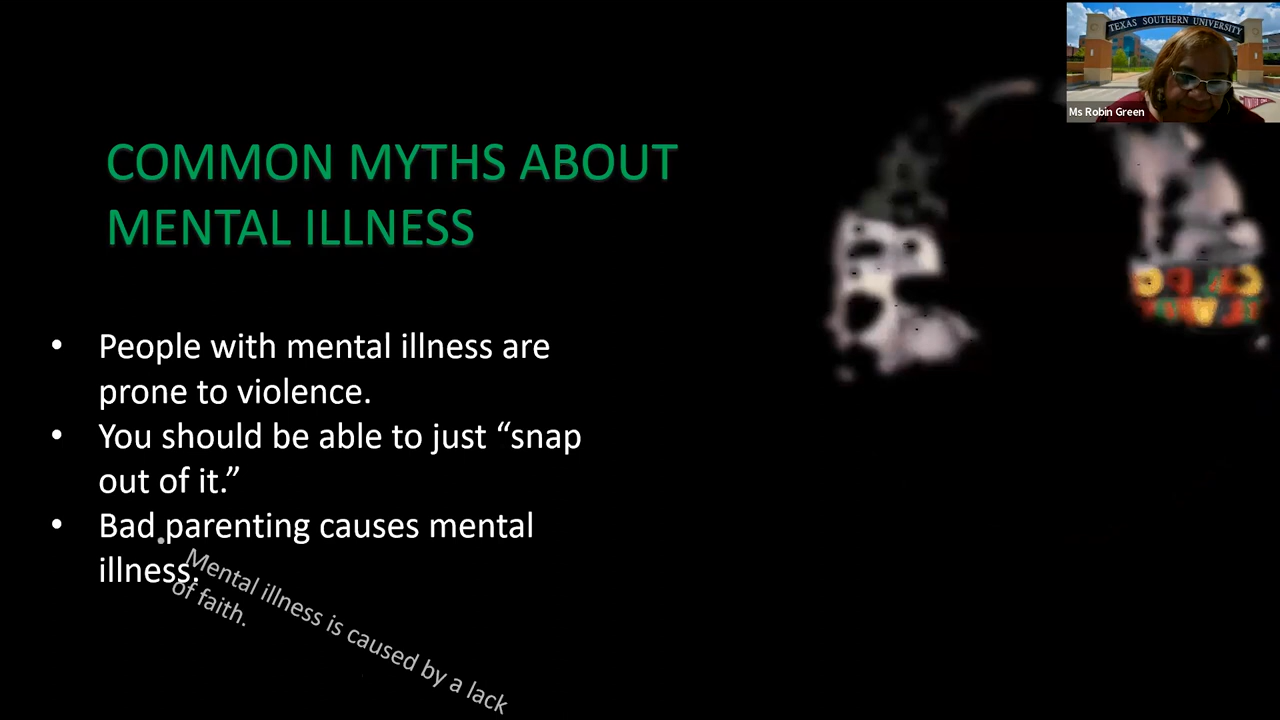 TEXAS SOUTHERN UNIVERSITY
Ms Robin Green
COMMON MYTHS ABOUT
MENTAL ILLNESS
• People with mental illness are
prone to violence.
• You should be able to just “snap
out of it.”
• Bad parenting causes mental
illness.
• Mental illness is caused by a lack
of faith.